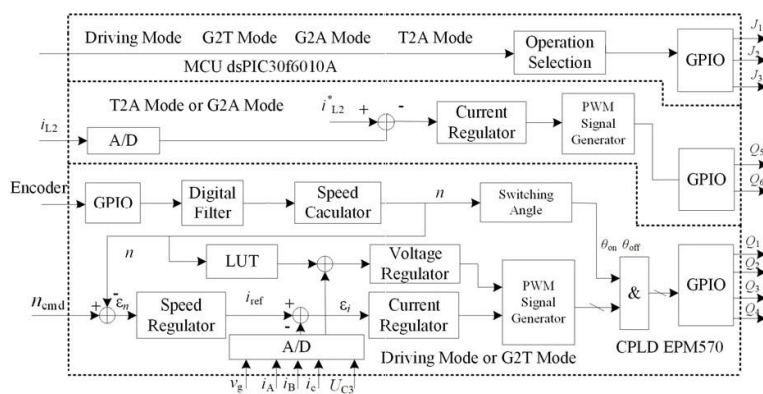 Driving Mode G2T Mode G2A Mode T2A Mode
MCU dsPIC30f6010A
Operation Selection
GPIO
J1
J2
J3
T2A Mode or G2A Mode
i*L2
+
-
Current Regulator
PWM Signal Generator
iL2
A/D
GPIO
Q5
Q6
Encoder
GPIO
Digital Filter
Speed Caculator
n
Switching Angle
θon θoff
n
LUT
Voltage Regulator
PWM Signal Generator
&
GPIO
Q1
Q2
Q3
Q4
ncmd
+
-
εn
Speed Regulator
iref
+
-
εi
Current Regulator
A/D
CPLD EPM570
Driving Mode or G2T Mode
vg iA iB ic UC3